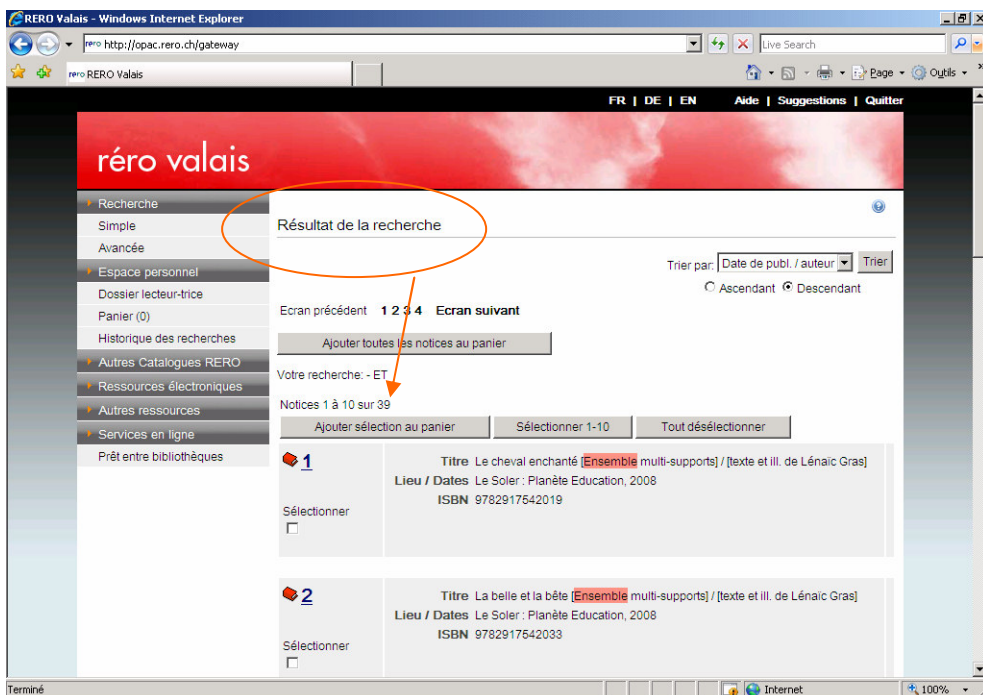 RERO Valais - Windows Internet Explorer
rero http://opac.rero.ch/gateway
Live Search
rero RERO Valais
Page
Outils
FR | DE | EN Aide | Suggestions | Quitter
réro valais
Recherche
Simple
Avancée
Espace personnel
Dossier lecteur-trice
Panier (0)
Historique des recherches
Autres Catalogues RERO
Ressources électroniques
Autres ressources
Services en ligne
Prêt entre bibliothèques
Résultat de la recherche
Trier par: Date de publ. / auteur Trier
Ascendant Descendant
Ecran précédent 1 2 3 4 Ecran suivant
Ajouter toutes les notices au panier
Votre recherche: - ET
Notices 1 à 10 sur 39
Ajouter sélection au panier Sélectionner 1-10 Tout désélectionner
1
Sélectionner
Titre Le cheval enchanté [Ensemble multi-supports] / [texte et ill. de Lénaïc Gras]
Lieu / Dates Le Soler : Planète Education, 2008
ISBN 9782917542019
2
Sélectionner
Titre La belle et la bête [Ensemble multi-supports] / [texte et ill. de Lénaïc Gras]
Lieu / Dates Le Soler : Planète Education, 2008
ISBN 9782917542033
Terminé
Internet
100%